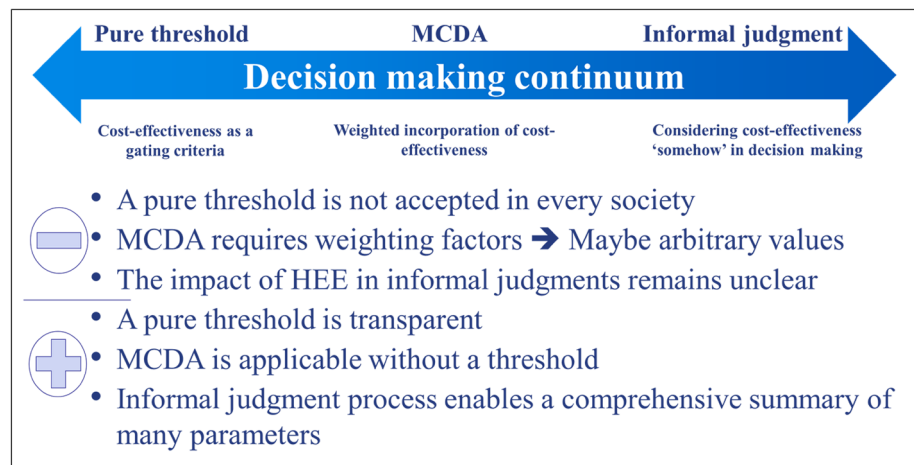 Pure threshold MCDA Informal judgment
Decision making continuum
Cost-effectiveness as a Weighted incorporation of cost- Considering cost-effectiveness
gating criteria effectiveness ‘somehow’ in decision making
• A pure threshold is not accepted in every society
• MCDA requires weighting factors ➔ Maybe arbitrary values
• The impact of HEE in informal judgments remains unclear
• A pure threshold is transparent
• MCDA is applicable without a threshold
• Informal judgment process enables a comprehensive summary of
many parameters